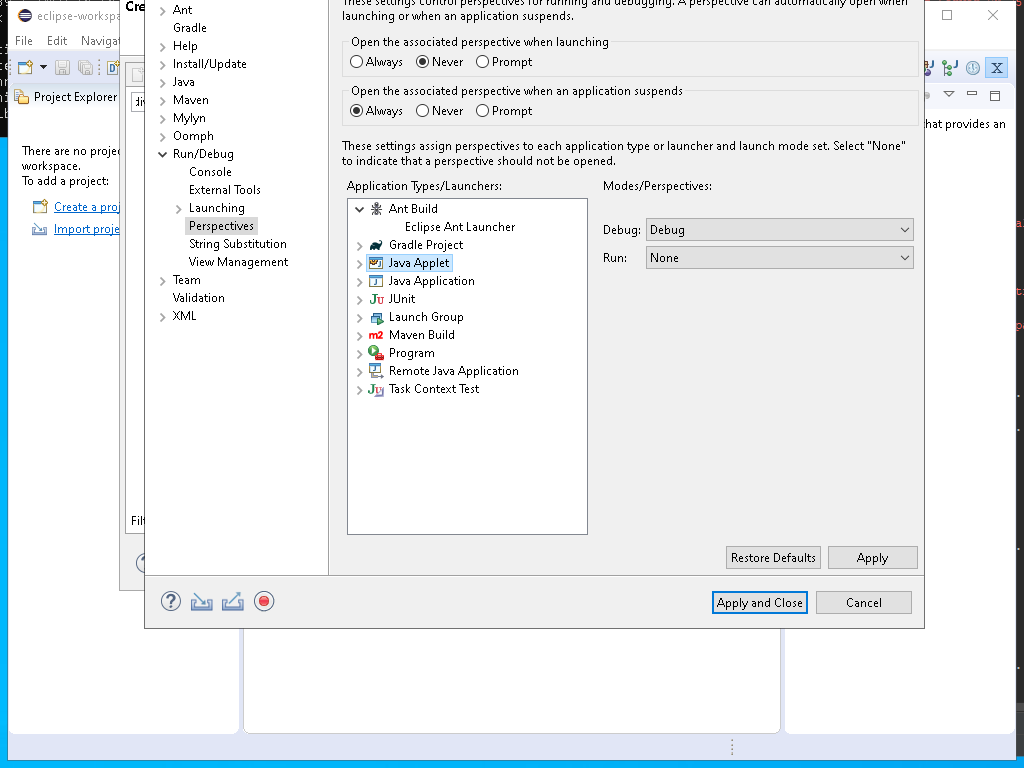 eclipse-workspa
Cre
File Edit Navigat
Project Explorer
There are no proje
workspace.
To add a project:
Create a proj
Import proje
Filt
Ant
Gradle
Help
Install/Update
Java
Maven
Mylyn
Oomph
Run/Debug
Console
External Tools
Launching
Perspectives
String Substitution
View Management
Team
Validation
XML
These settings control perspectives for running and debugging. A perspective can automatically open when
launching or when an application suspends.
Open the associated perspective when launching
Always Never Prompt
Open the associated perspective when an application suspends
Always Never Prompt
These settings assign perspectives to each application type or launcher and launch mode set. Select "None"
to indicate that a perspective should not be opened.
Application Types/Launchers:
Ant Build
Eclipse Ant Launcher
Gradle Project
Java Applet
Java Application
JUnit
Launch Group
Maven Build
Program
Remote Java Application
Task Context Test
Modes/Perspectives:
Debug: Debug
Run: None
Restore Defaults Apply
Apply and Close Cancel
hat provides an